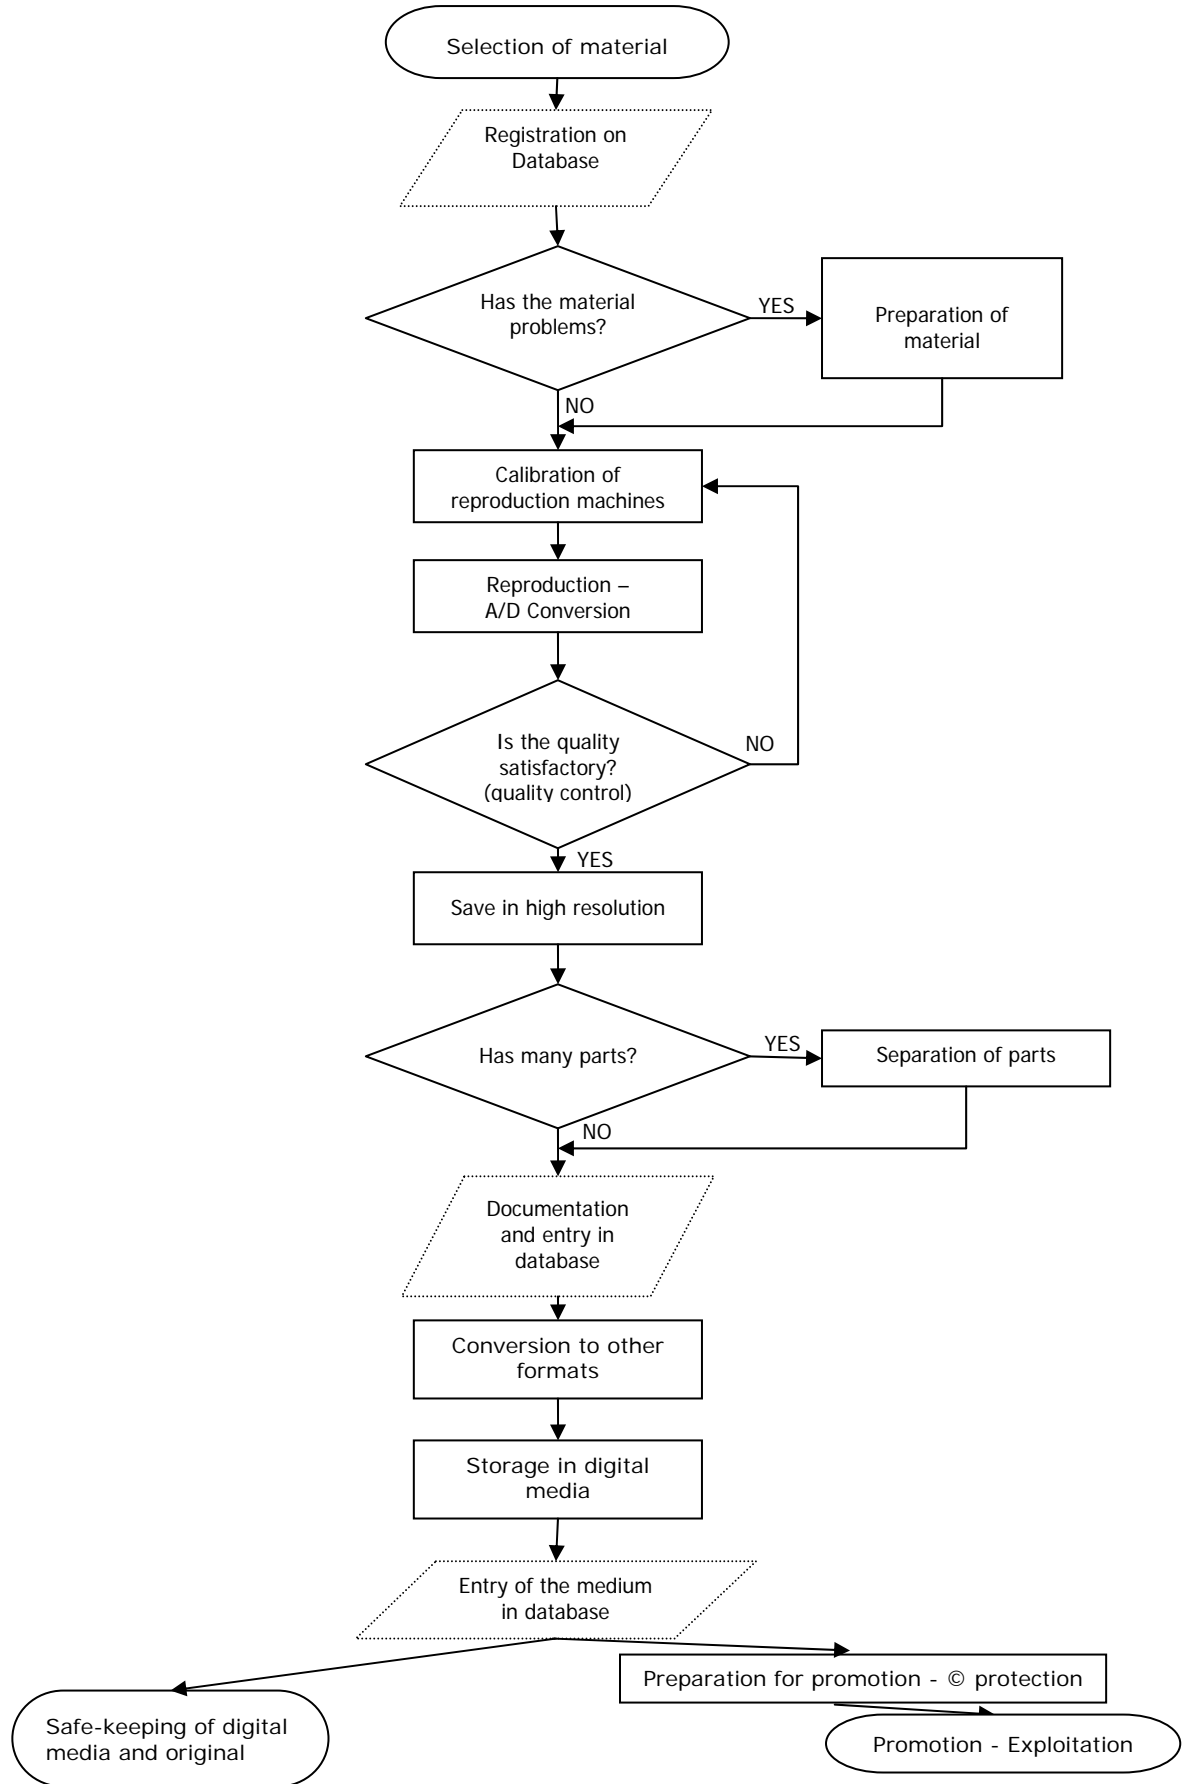 Selection of material
Registration on
Database
Has the material
problems?
YES
Preparation of
material
NO
Calibration of
reproduction machines
Reproduction –
A/D Conversion
Is the quality
satisfactory?
(quality control)
NO
YES
Save in high resolution
Has many parts?
YES
Separation of parts
NO
Documentation
and entry in
database
Conversion to other
formats
Storage in digital
media
Entry of the medium
in database
Preparation for promotion - © protection
Safe-keeping of digital
media and original
Promotion - Exploitation